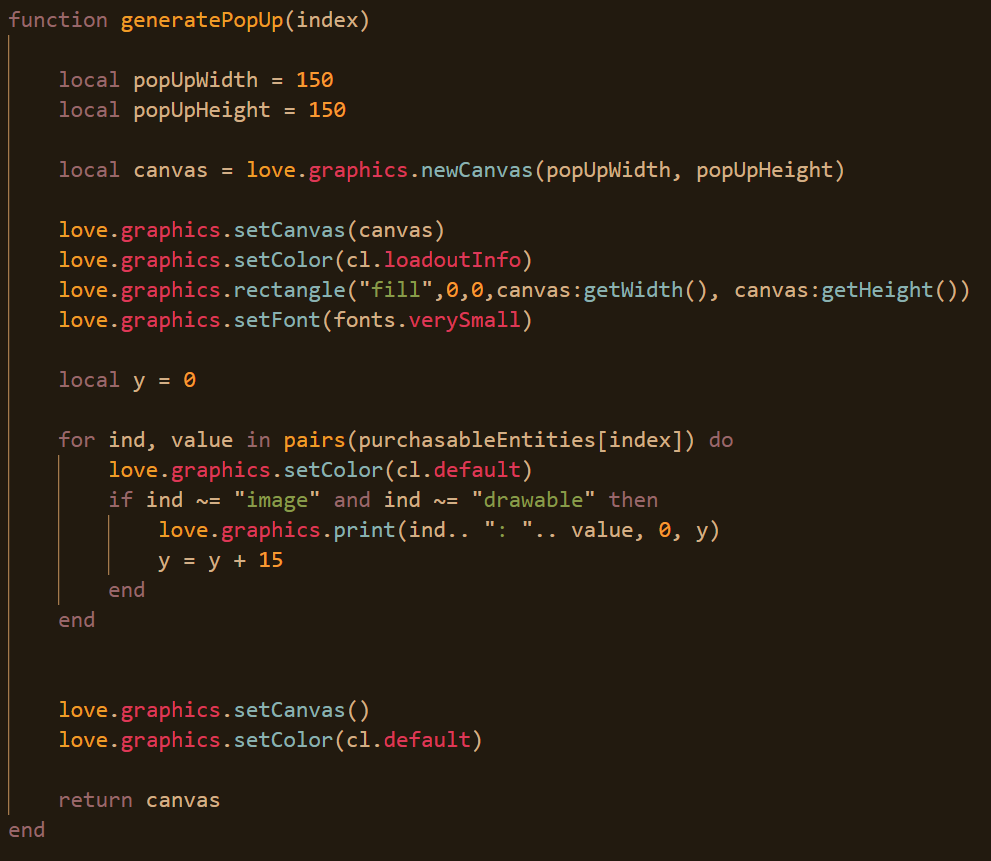 function generatePopUp(index)
    local popUpWidth = 150
    local popUpHeight = 150
    local canvas = love.graphics.newCanvas(popUpWidth, popUpHeight)
    love.graphics.setCanvas(canvas)
    love.graphics.setColor(cl.loadoutInfo)
    love.graphics.rectangle("fill",0,0,canvas:getWidth(), canvas:getHeight())
    love.graphics.setFont(fonts.verySmall)
    local y = 0
    for ind, value in pairs(purchasableEntities[index]) do
        love.graphics.setColor(cl.default)
        if ind ~= "image" and ind ~= "drawable" then
            love.graphics.print(ind.. ": ".. value, 0, y)
            y = y + 15
        end
    end
    love.graphics.setCanvas()
    love.graphics.setColor(cl.default)
    return canvas
end